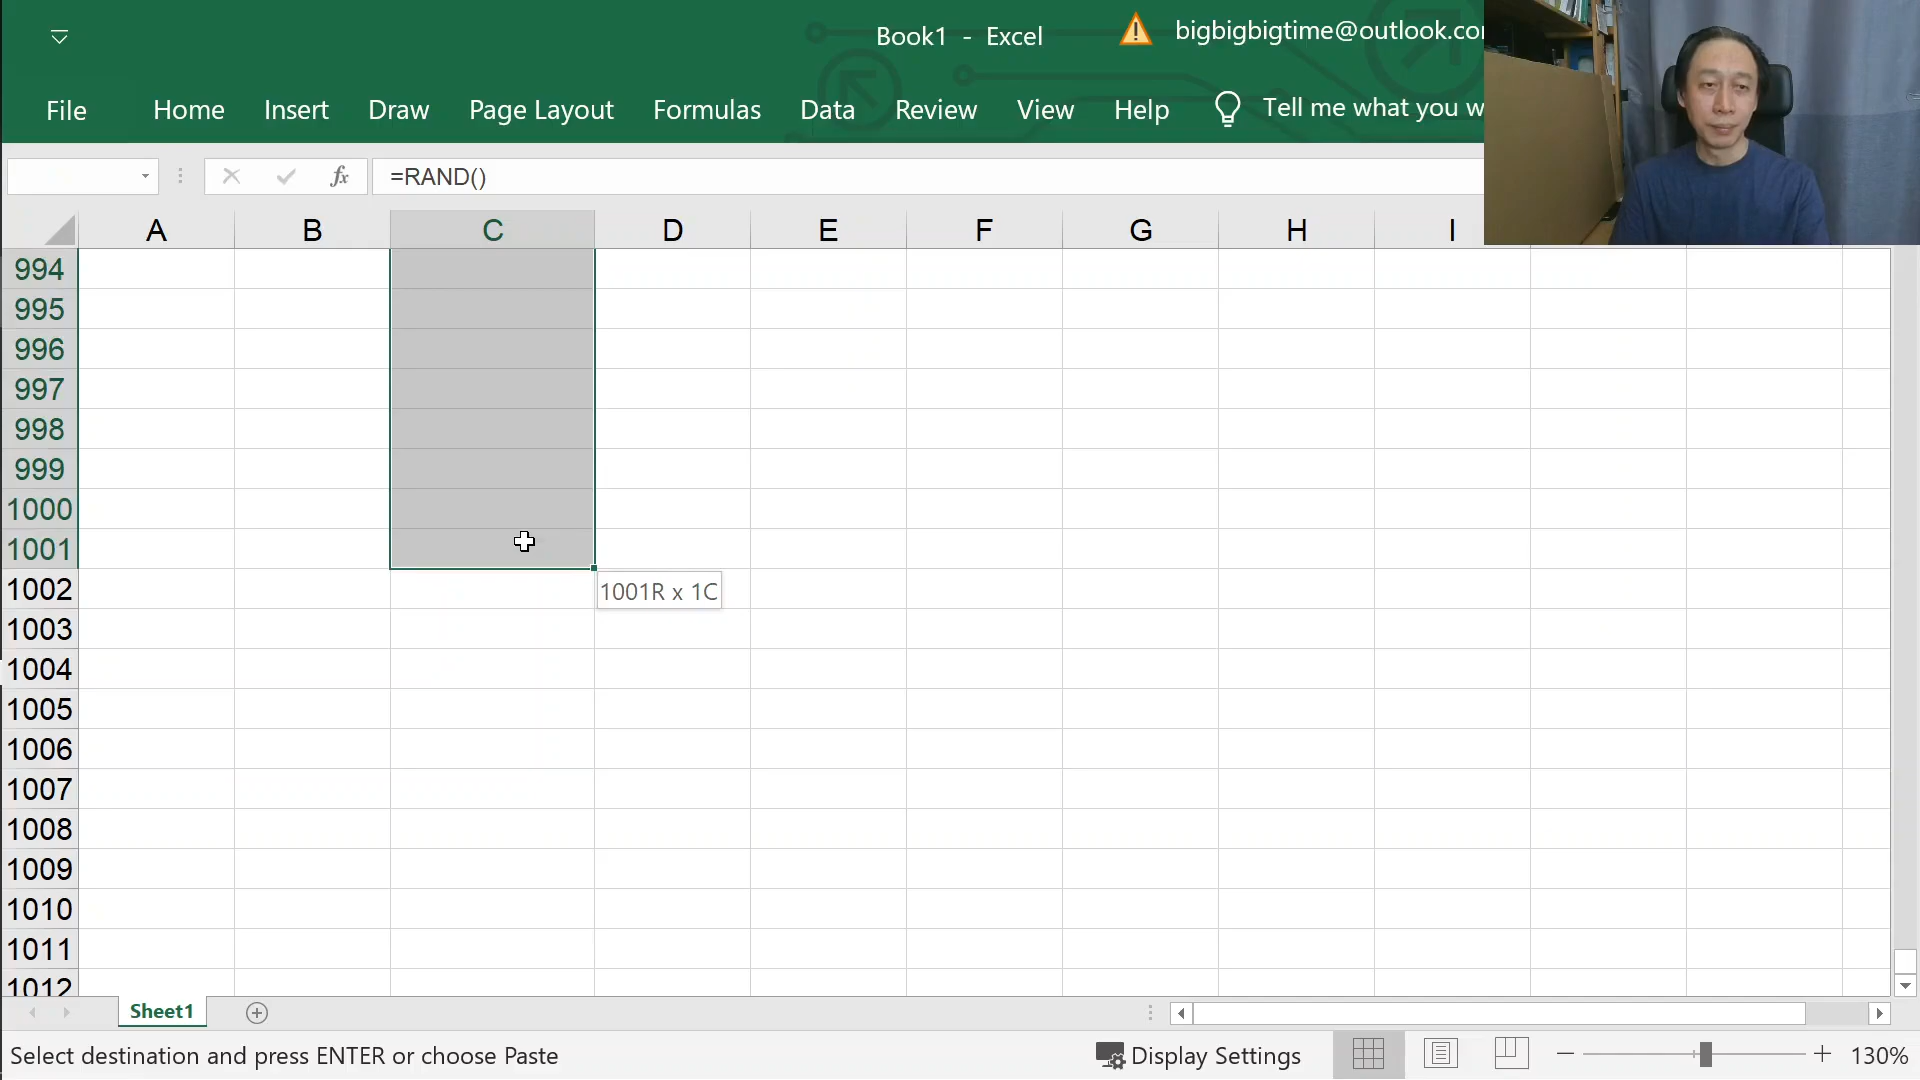 Book1 - Excel
bigbigbigtime@outlook.co
File Home Insert Draw Page Layout Formulas Data Review View Help Tell me what you w
fx =RAND()
A B C D E F G H I
994
995
996
997
998
999
1000
1001
1001R x 1C
1002
1003
1004
1005
1006
1007
1008
1009
1010
1011
1012
Sheet1
Select destination and press ENTER or choose Paste Display Settings 130%